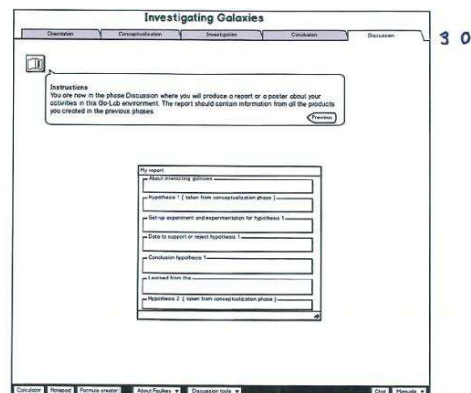 Investigating Galaxies
Orientation
Conceptualization
Investigation
Conclusion
Discussion
3 0
Instructions
You are now in the phase Discussion where you will produce a report or a poster about your
activities in this Go-Lab environment. The report should contain information from all the products
you created in the previous phases.
Previous
My report
About interacting galaxies
Hypothesis 1 [ taken from conceptualization phase ]
Set-up experiment and experimentation for hypothesis 1
Data to support or reject hypothesis 1
Conclusion hypothesis 1
Learned from this
Hypothesis 2 [ taken from conceptualization phase ]
Calculator
Notepad
Formula creator
About Faulkes
Discussion tools
Chat
Manuals